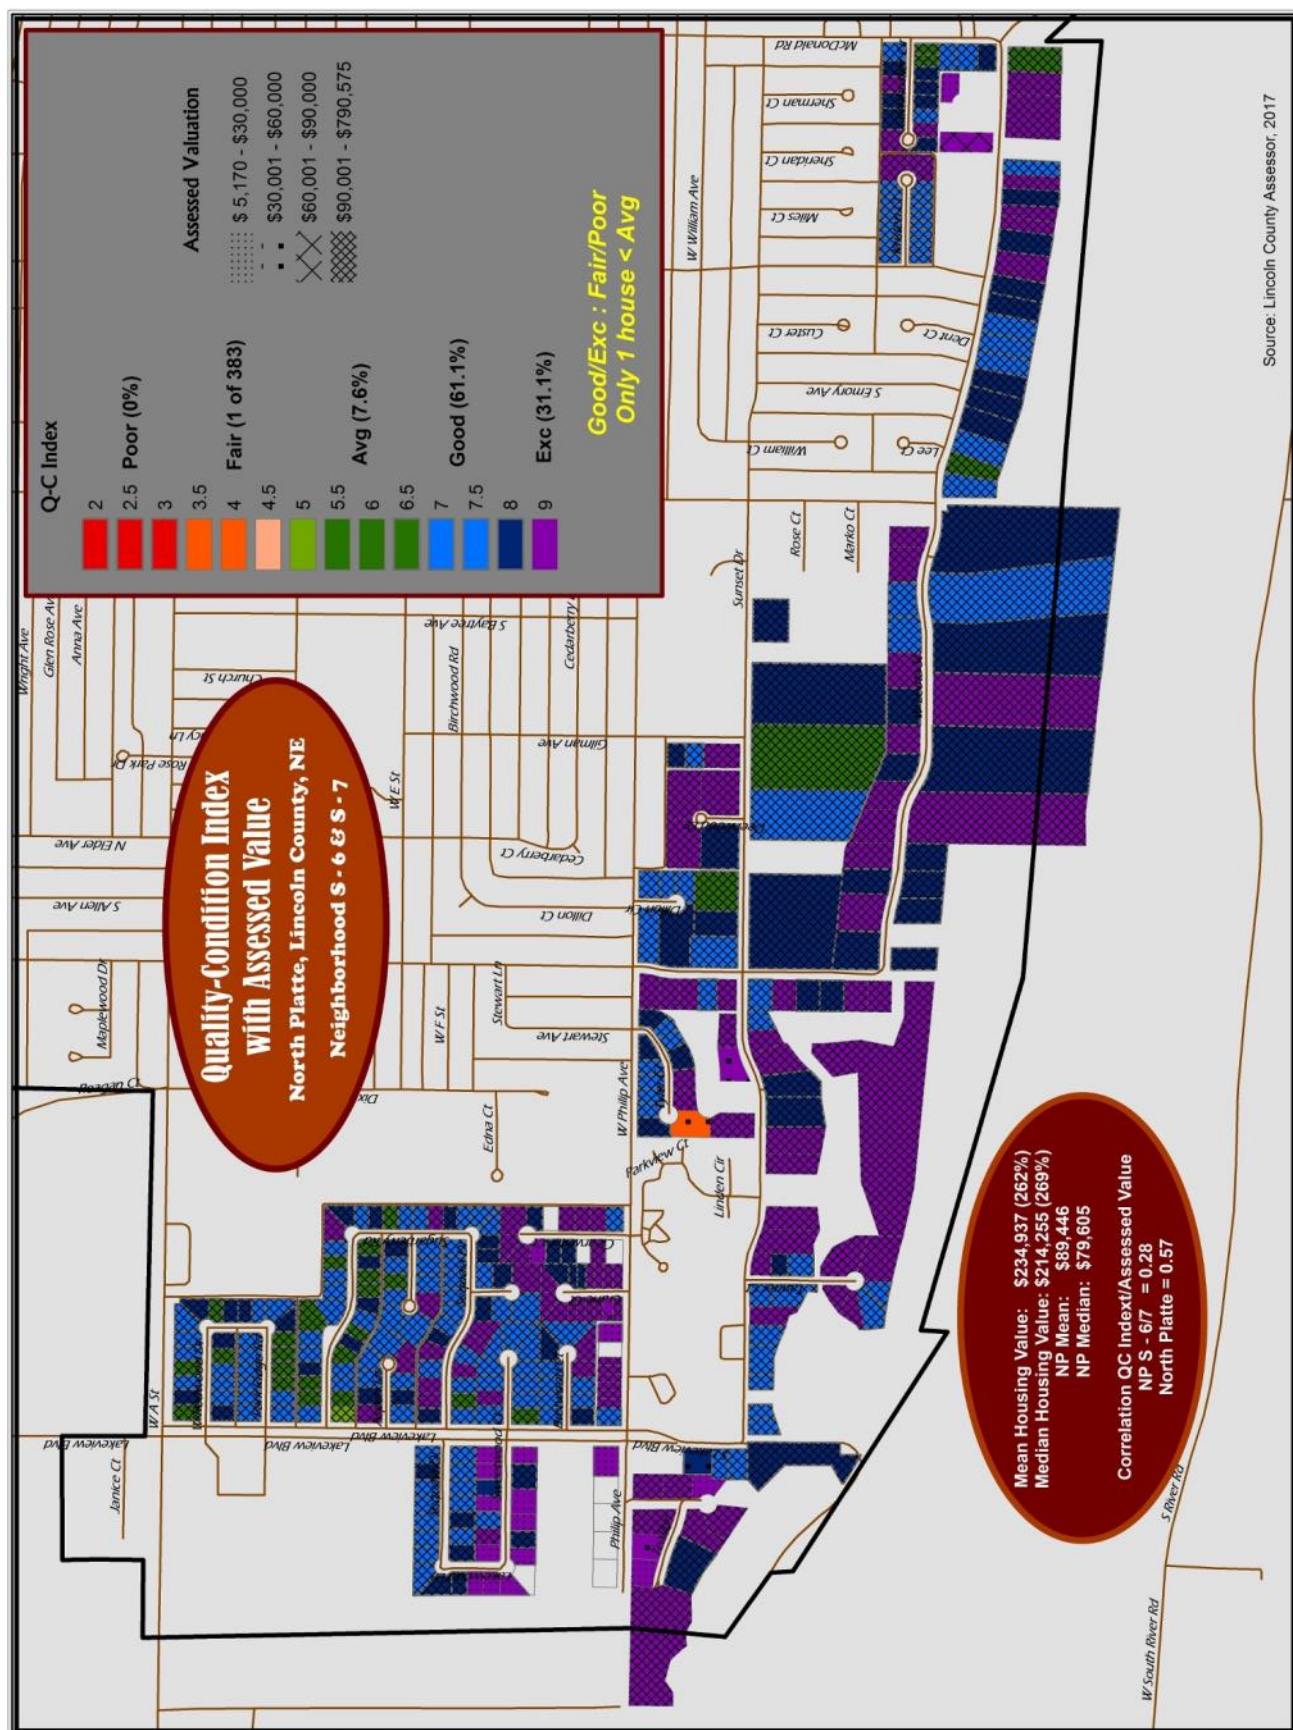 Quality-Condition Index
with Assessed Value
North Platte, Lincoln County, NE
Neighborhood S - 6 & S - 7
Q-C Index
2
2.5 Poor (0%)
3
3.5
4 Fair (1 of 383)
4.5
5
5.5
6 Avg (7.6%)
6.5
7
7.5 Good (61.1%)
8
9 Exc (31.1%)
Assessed Valuation
$ 5,170 - $30,000
$30,001 - $60,000
$60,001 - $90,000
$90,001 - $790,575
Good/Exc : Fair/Poor
Only 1 house < Avg
Mean Housing Value: $234,937 (262%)
Median Housing Value: $214,255 (269%)
NP Mean: $89,446
NP Median: $79,605
Correlation QC Indext/Assessed Value
NP S - 6/7 = 0.28
North Platte = 0.57
Source: Lincoln County Assessor, 2017
Wright Ave
Glen Rose Av
Anna Ave
Church St
Rose Park Dr
N Elder Ave
S Allen Ave
Maplewood Dr
W A St
Janice Ct
Lakeview Blvd
Lakeview Blvd
Lakeview Blvd
Lakeview Blvd
W E St
W F St
Birchwood Rd
S Baytree Ave
Cedarberry
Gilman Ave
Cedarberry Ct
Dillon Ct
Dillon Cir
Stewart Ln
Stewart Ave
Edna Ct
W Philip Ave
Philip Ave
Parkview Ct
Linden Cir
Sunset Dr
Rose Ct
Marko Ct
W William Ave
William Ct
Lee Ct
S Emory Ave
Custer Ct
Dent Ct
Miles Ct
Sheridan Ct
Sherman Ct
McDonald Rd
S River Rd
W South River Rd